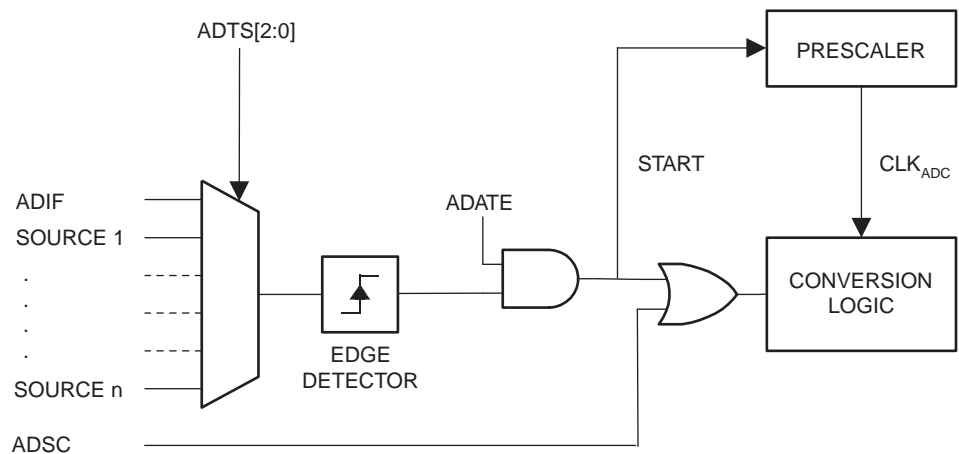 ADTS[2:0]
PRESCALER
START
CLKADC
ADIF
ADATE
SOURCE 1
.
.
.
.
CONVERSION
LOGIC
EDGE
DETECTOR
SOURCE n
ADSC